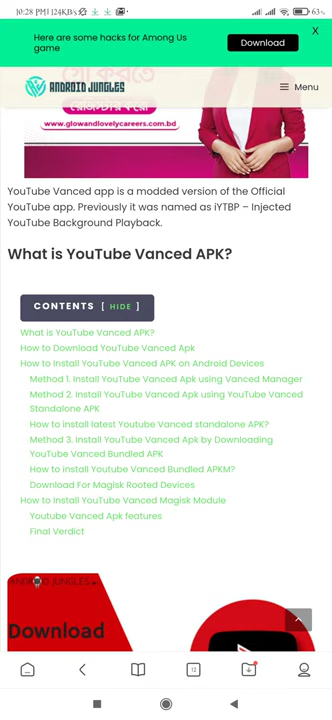 10:28 PM | 124KB/s
63%
X
Here are some hacks for Among Us
game
Download
ANDROID JUNGLES
Menu
গ্রো করতে
রেজিস্টার করো
www.glowandlovelycareers.com.bd
YouTube Vanced app is a modded version of the Official
YouTube app. Previously it was named as iYTBP – Injected
YouTube Background Playback.
What is YouTube Vanced APK?
CONTENTS [ HIDE ]
What is YouTube Vanced APK?
How to Download YouTube Vanced Apk
How to Install YouTube Vanced APK on Android Devices
Method 1. Install YouTube Vanced Apk using Vanced Manager
Method 2. Install YouTube Vanced Apk using YouTube Vanced
Standalone APK
How to install latest Youtube Vanced standalone APK?
Method 3. Install YouTube Vanced Apk by Downloading
YouTube Vanced Bundled APK
How to install Youtube Vanced Bundled APKM?
Download For Magisk Rooted Devices
How to Install YouTube Vanced Magisk Module
Youtube Vanced Apk features
Final Verdict
ANDROID JUNGLES
Download
12